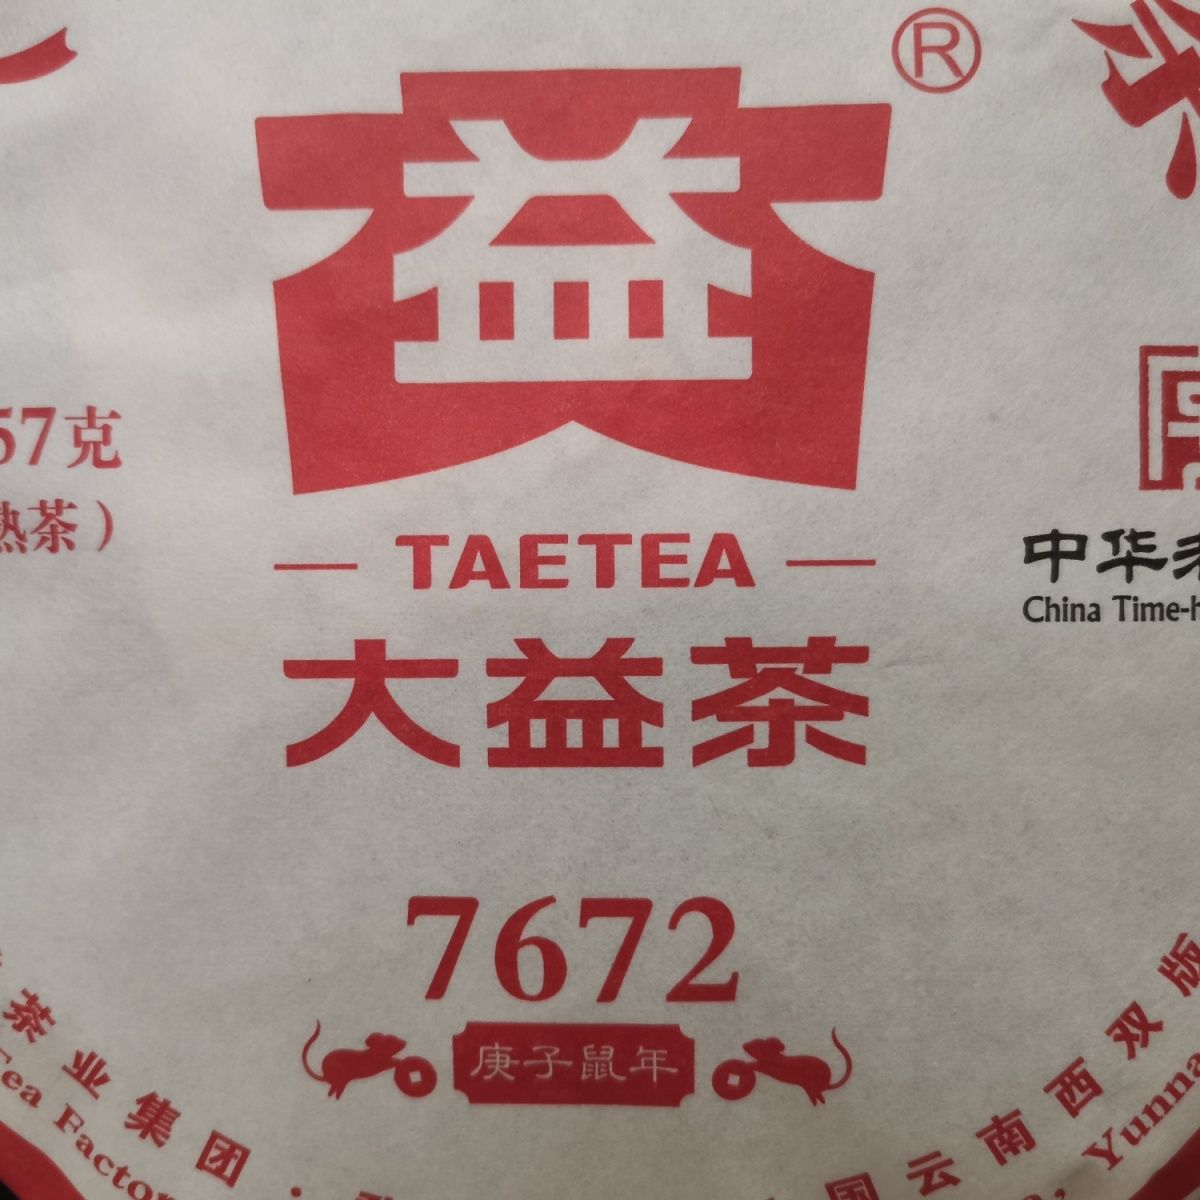 益
®
57克
熟茶）
TAETEA
大益茶
中华老
China Time-h
7672
庚子鼠年
茶业集团
Tea Factor
国云南西双版
Yunna